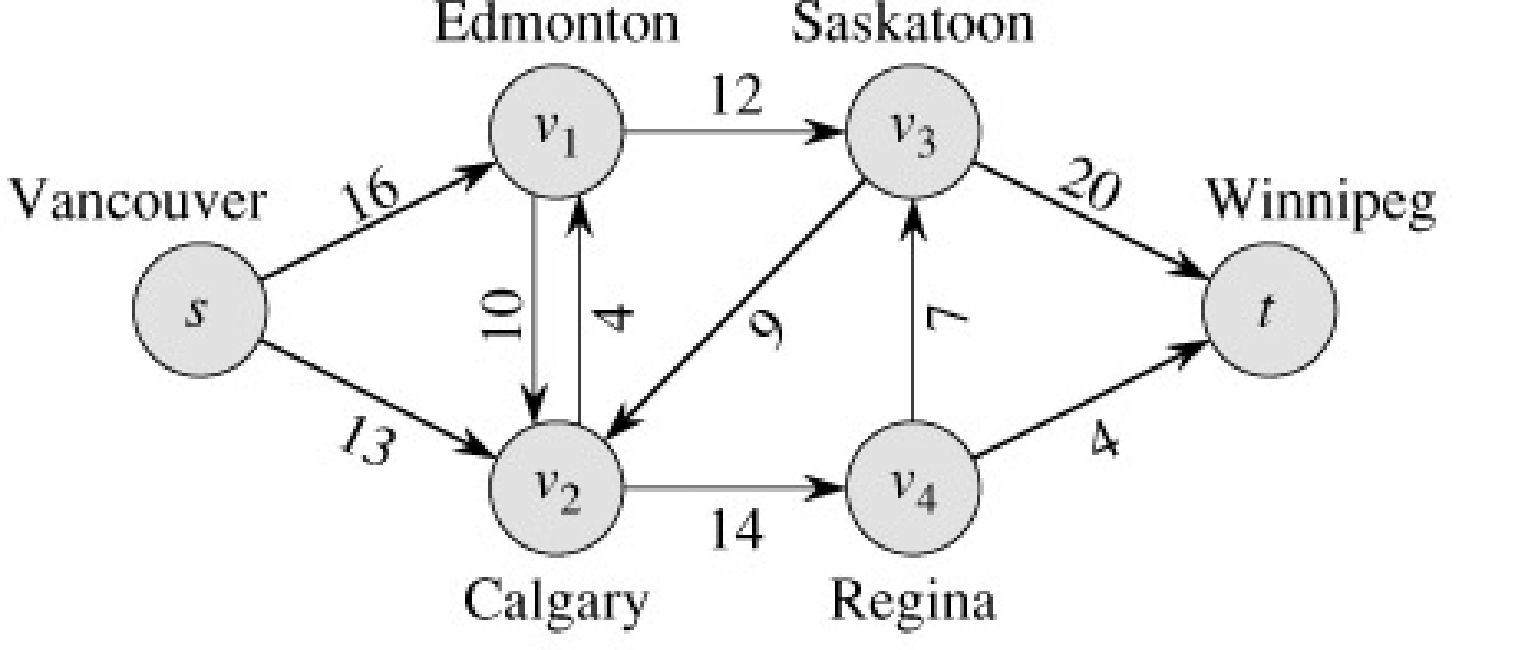 Edmonton
Saskatoon
12
v1
v3
16
20
Vancouver
Winnipeg
s
10
4
9
7
t
13
4
v2
v4
14
Calgary
Regina